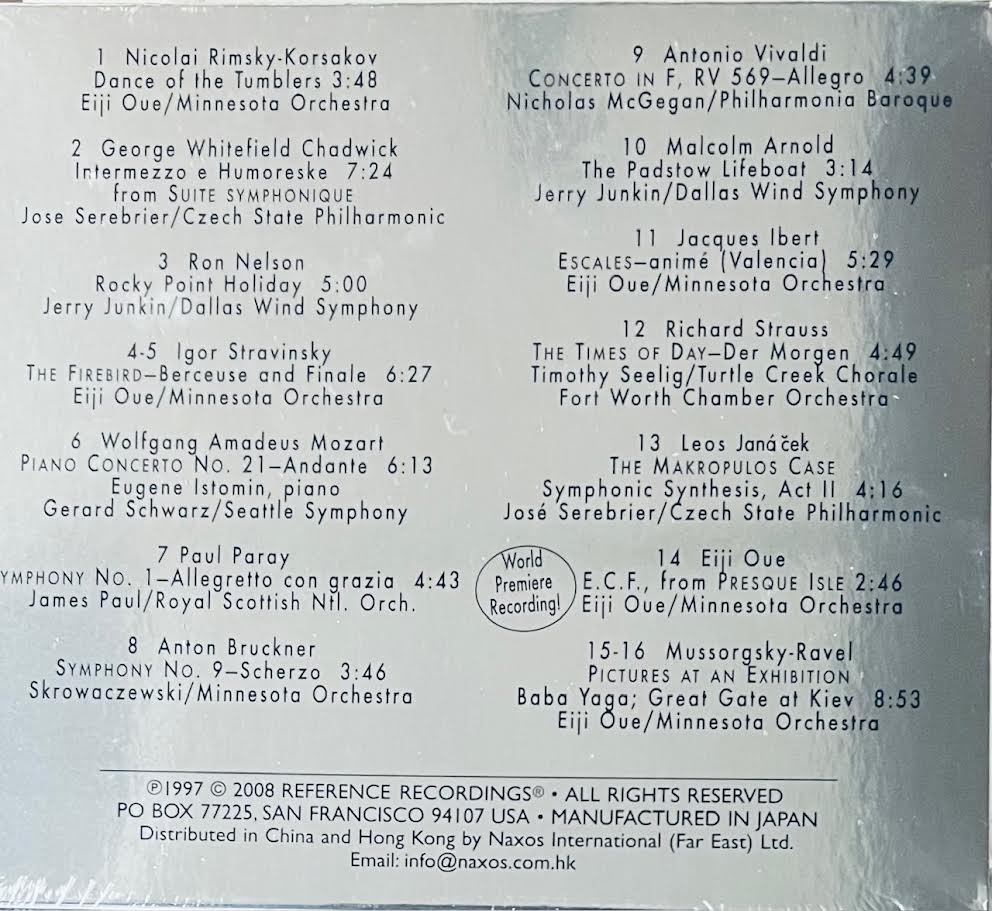 1 Nicolai Rimsky-Korsakov
Dance of the Tumblers 3:48
Eiji Oue/Minnesota Orchestra
2 George Whitefield Chadwick
Intermezzo e Humoreske 7:24
from SUITE SYMPHONIQUE
Jose Serebrier/Czech State Philharmonic
3 Ron Nelson
Rocky Point Holiday 5:00
Jerry Junkin/Dallas Wind Symphony
4-5 Igor Stravinsky
THE FIREBIRD–Berceuse and Finale 6:27
Eiji Oue/Minnesota Orchestra
6 Wolfgang Amadeus Mozart
PIANO CONCERTO NO. 21–Andante 6:13
Eugene Istomin, piano
Gerard Schwarz/Seattle Symphony
7 Paul Paray
YMPHONY NO. 1–Allegretto con grazia 4:43
James Paul/Royal Scottish Ntl. Orch.
8 Anton Bruckner
SYMPHONY NO. 9–Scherzo 3:46
Skrowaczewski/Minnesota Orchestra
9 Antonio Vivaldi
CONCERTO IN F, RV 569–Allegro 4:39
Nicholas McGegan/Philharmonia Baroque
10 Malcolm Arnold
The Padstow Lifeboat 3:14
Jerry Junkin/Dallas Wind Symphony
11 Jacques Ibert
ESCALES–animé (Valencia) 5:29
Eiji Oue/Minnesota Orchestra
12 Richard Strauss
THE TIMES OF DAY–Der Morgen 4:49
Timothy Seelig/Turtle Creek Chorale
Fort Worth Chamber Orchestra
13 Leos Janáček
THE MAKROPULOS CASE
Symphonic Synthesis, Act II 4:16
José Serebrier/Czech State Philharmonic
World
Premiere
Recording!
14 Eiji Oue
E.C.F., from PRESQUE ISLE 2:46
Eiji Oue/Minnesota Orchestra
15-16 Mussorgsky-Ravel
PICTURES AT AN EXHIBITION
Baba Yaga; Great Gate at Kiev 8:53
Eiji Oue/Minnesota Orchestra
℗1997 © 2008 REFERENCE RECORDINGS® • ALL RIGHTS RESERVED
PO BOX 77225, SAN FRANCISCO 94107 USA • MANUFACTURED IN JAPAN
Distributed in China and Hong Kong by Naxos International (Far East) Ltd.
Email: info@naxos.com.hk